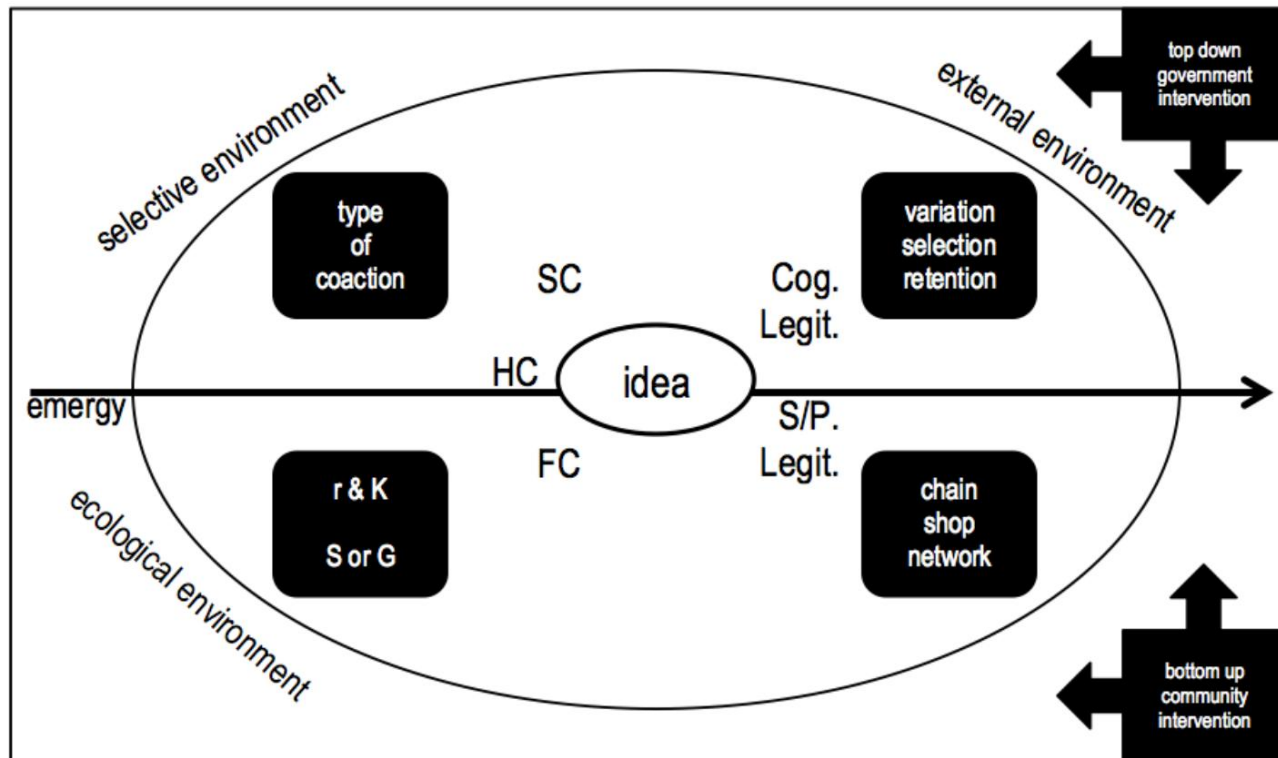 top down
government
intervention
selective environment
external environment
type
of
coaction
variation
selection
retention
SC
Cog.
Legit.
HC
idea
emergy
S/P.
Legit.
FC
r & K
S or G
chain
shop
network
ecological environment
bottom up
community
intervention